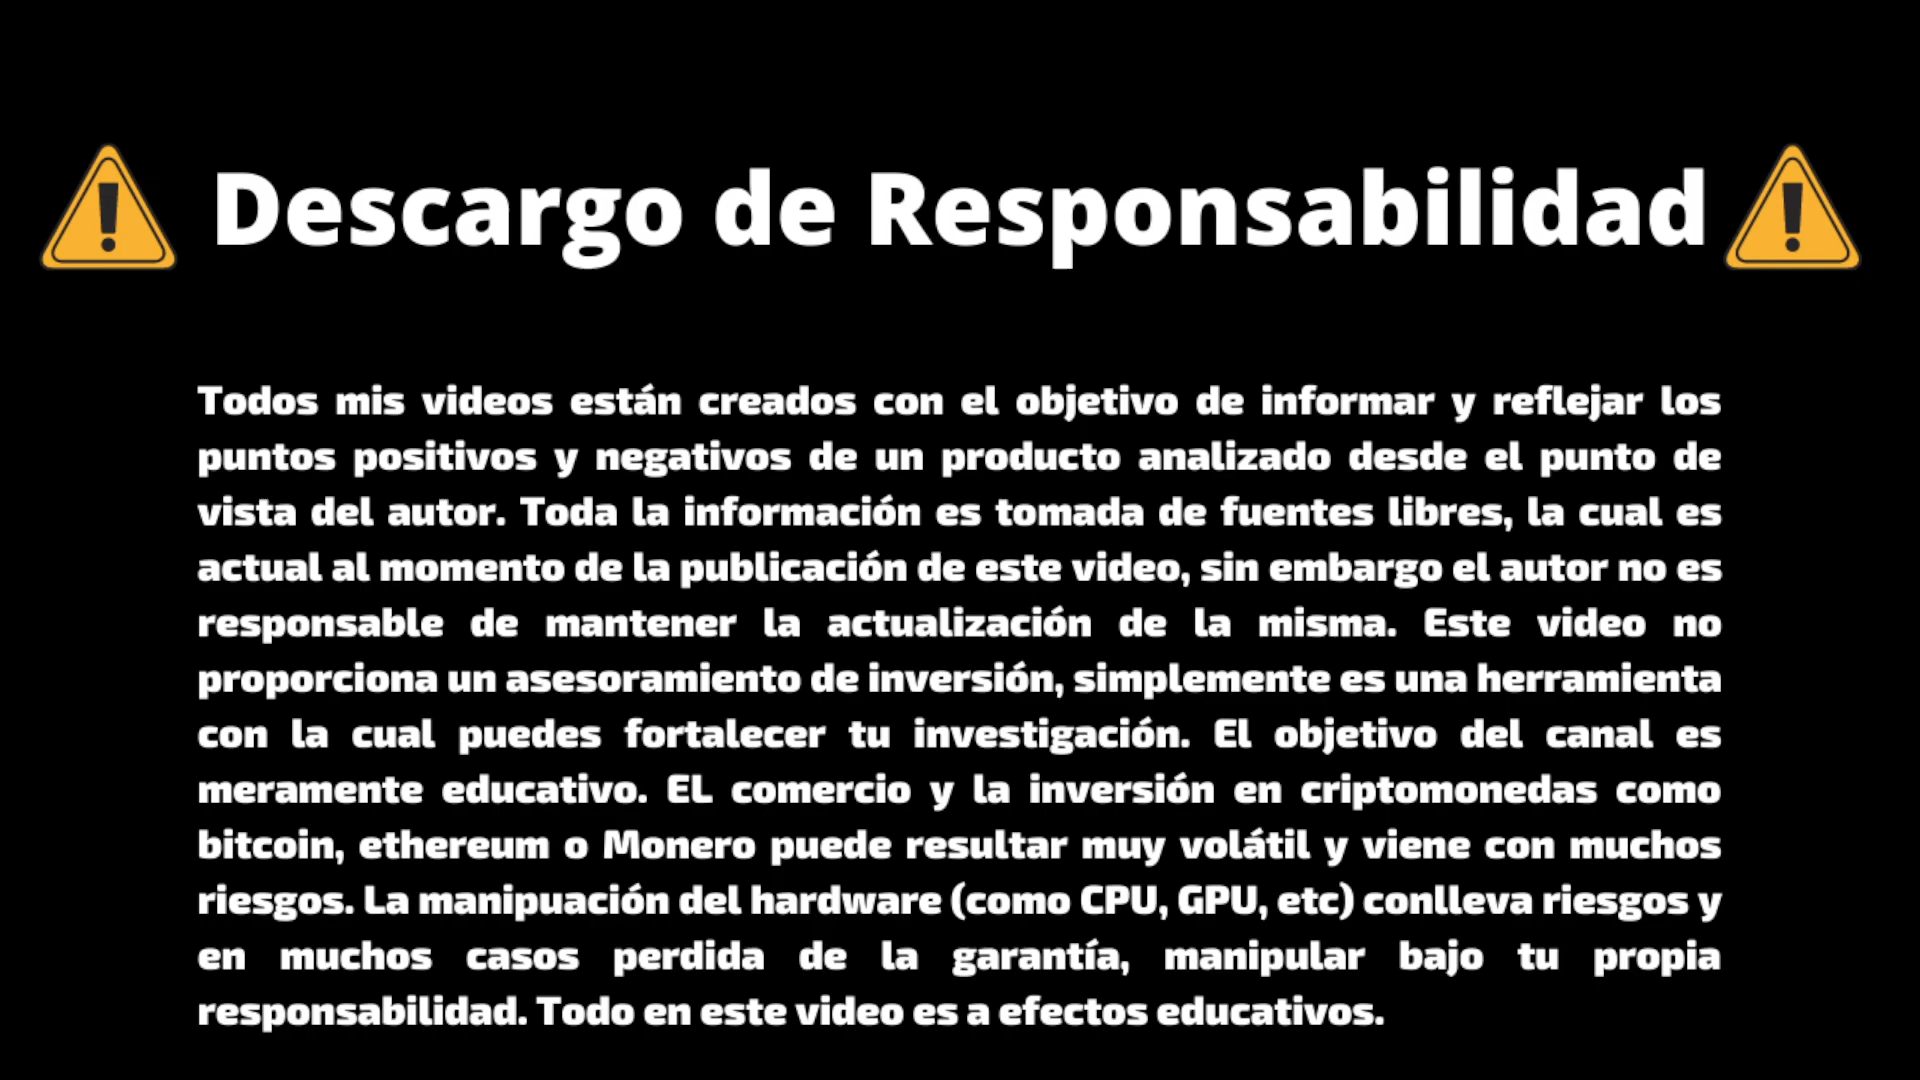 Descargo de Responsabilidad
Todos mis videos están creados con el objetivo de informar y reflejar los
puntos positivos y negativos de un producto analizado desde el punto de
vista del autor. Toda la información es tomada de fuentes libres, la cual es
actual al momento de la publicación de este video, sin embargo el autor no es
responsable de mantener la actualización de la misma. Este video no
proporciona un asesoramiento de inversión, simplemente es una herramienta
con la cual puedes fortalecer tu investigación. El objetivo del canal es
meramente educativo. EL comercio y la inversión en criptomonedas como
bitcoin, ethereum o Monero puede resultar muy volátil y viene con muchos
riesgos. La manipuación del hardware (como CPU, GPU, etc) conlleva riesgos y
en muchos casos perdida de la garantía, manipular bajo tu propia
responsabilidad. Todo en este video es a efectos educativos.